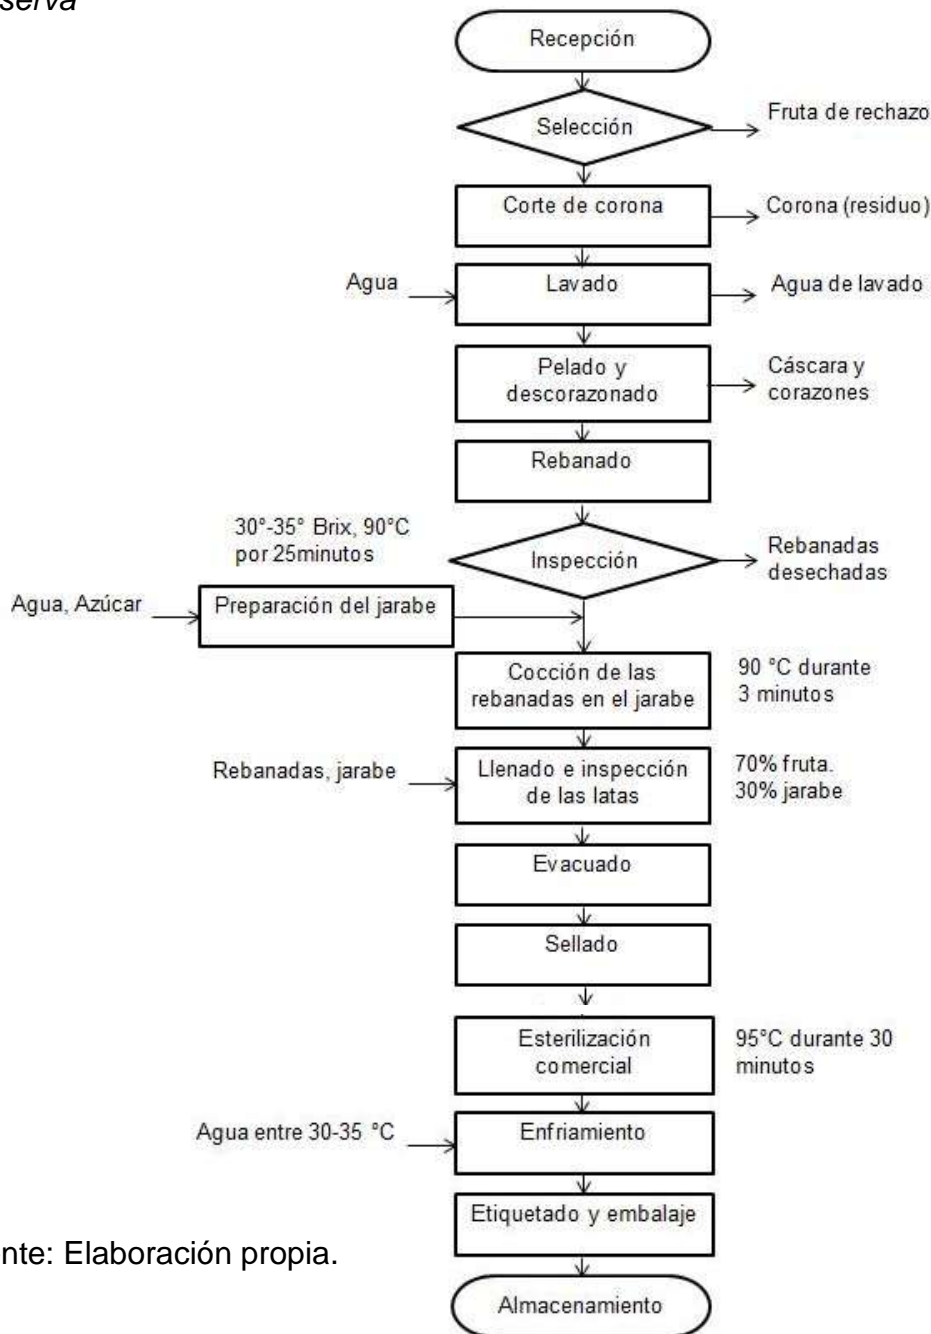 serva
Recepción
Selección
Fruta de rechazo
Corte de corona
Corona (residuo)
Agua
Lavado
Agua de lavado
Pelado y
descorazonado
Cáscara y
corazones
Rebanado
30°-35° Brix, 90°C
por 25minutos
Inspección
Rebanadas
desechadas
Agua, Azúcar
Preparación del jarabe
Cocción de las
rebanadas en el jarabe
90 °C durante
3 minutos
Rebanadas, jarabe
Llenado e inspección
de las latas
70% fruta.
30% jarabe
Evacuado
Sellado
Esterilización
comercial
95°C durante 30
minutos
Agua entre 30-35 °C
Enfriamiento
Etiquetado y embalaje
nte: Elaboración propia.
Almacenamiento